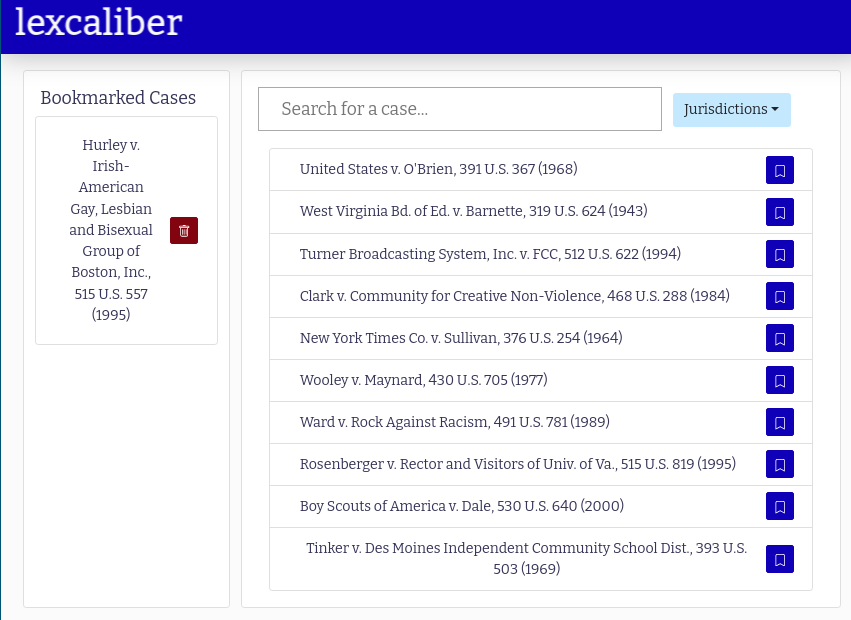 lexcaliber
Bookmarked Cases
Hurley v.
Irish-
American
Gay, Lesbian
and Bisexual
Group of
Boston, Inc.,
515 U.S. 557
(1995)
Search for a case...
Jurisdictions
United States v. O'Brien, 391 U.S. 367 (1968)
West Virginia Bd. of Ed. v. Barnette, 319 U.S. 624 (1943)
Turner Broadcasting System, Inc. v. FCC, 512 U.S. 622 (1994)
Clark v. Community for Creative Non-Violence, 468 U.S. 288 (1984)
New York Times Co. v. Sullivan, 376 U.S. 254 (1964)
Wooley v. Maynard, 430 U.S. 705 (1977)
Ward v. Rock Against Racism, 491 U.S. 781 (1989)
Rosenberger v. Rector and Visitors of Univ. of Va., 515 U.S. 819 (1995)
Boy Scouts of America v. Dale, 530 U.S. 640 (2000)
Tinker v. Des Moines Independent Community School Dist., 393 U.S.
503 (1969)